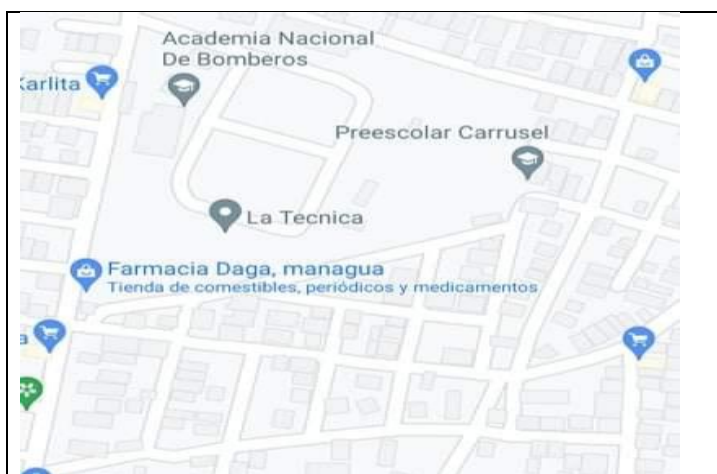 Academia Nacional
De Bomberos
Karlita
Preescolar Carrusel
La Tecnica
Farmacia Daga, managua
Tienda de comestibles, periódicos y medicamentos
a